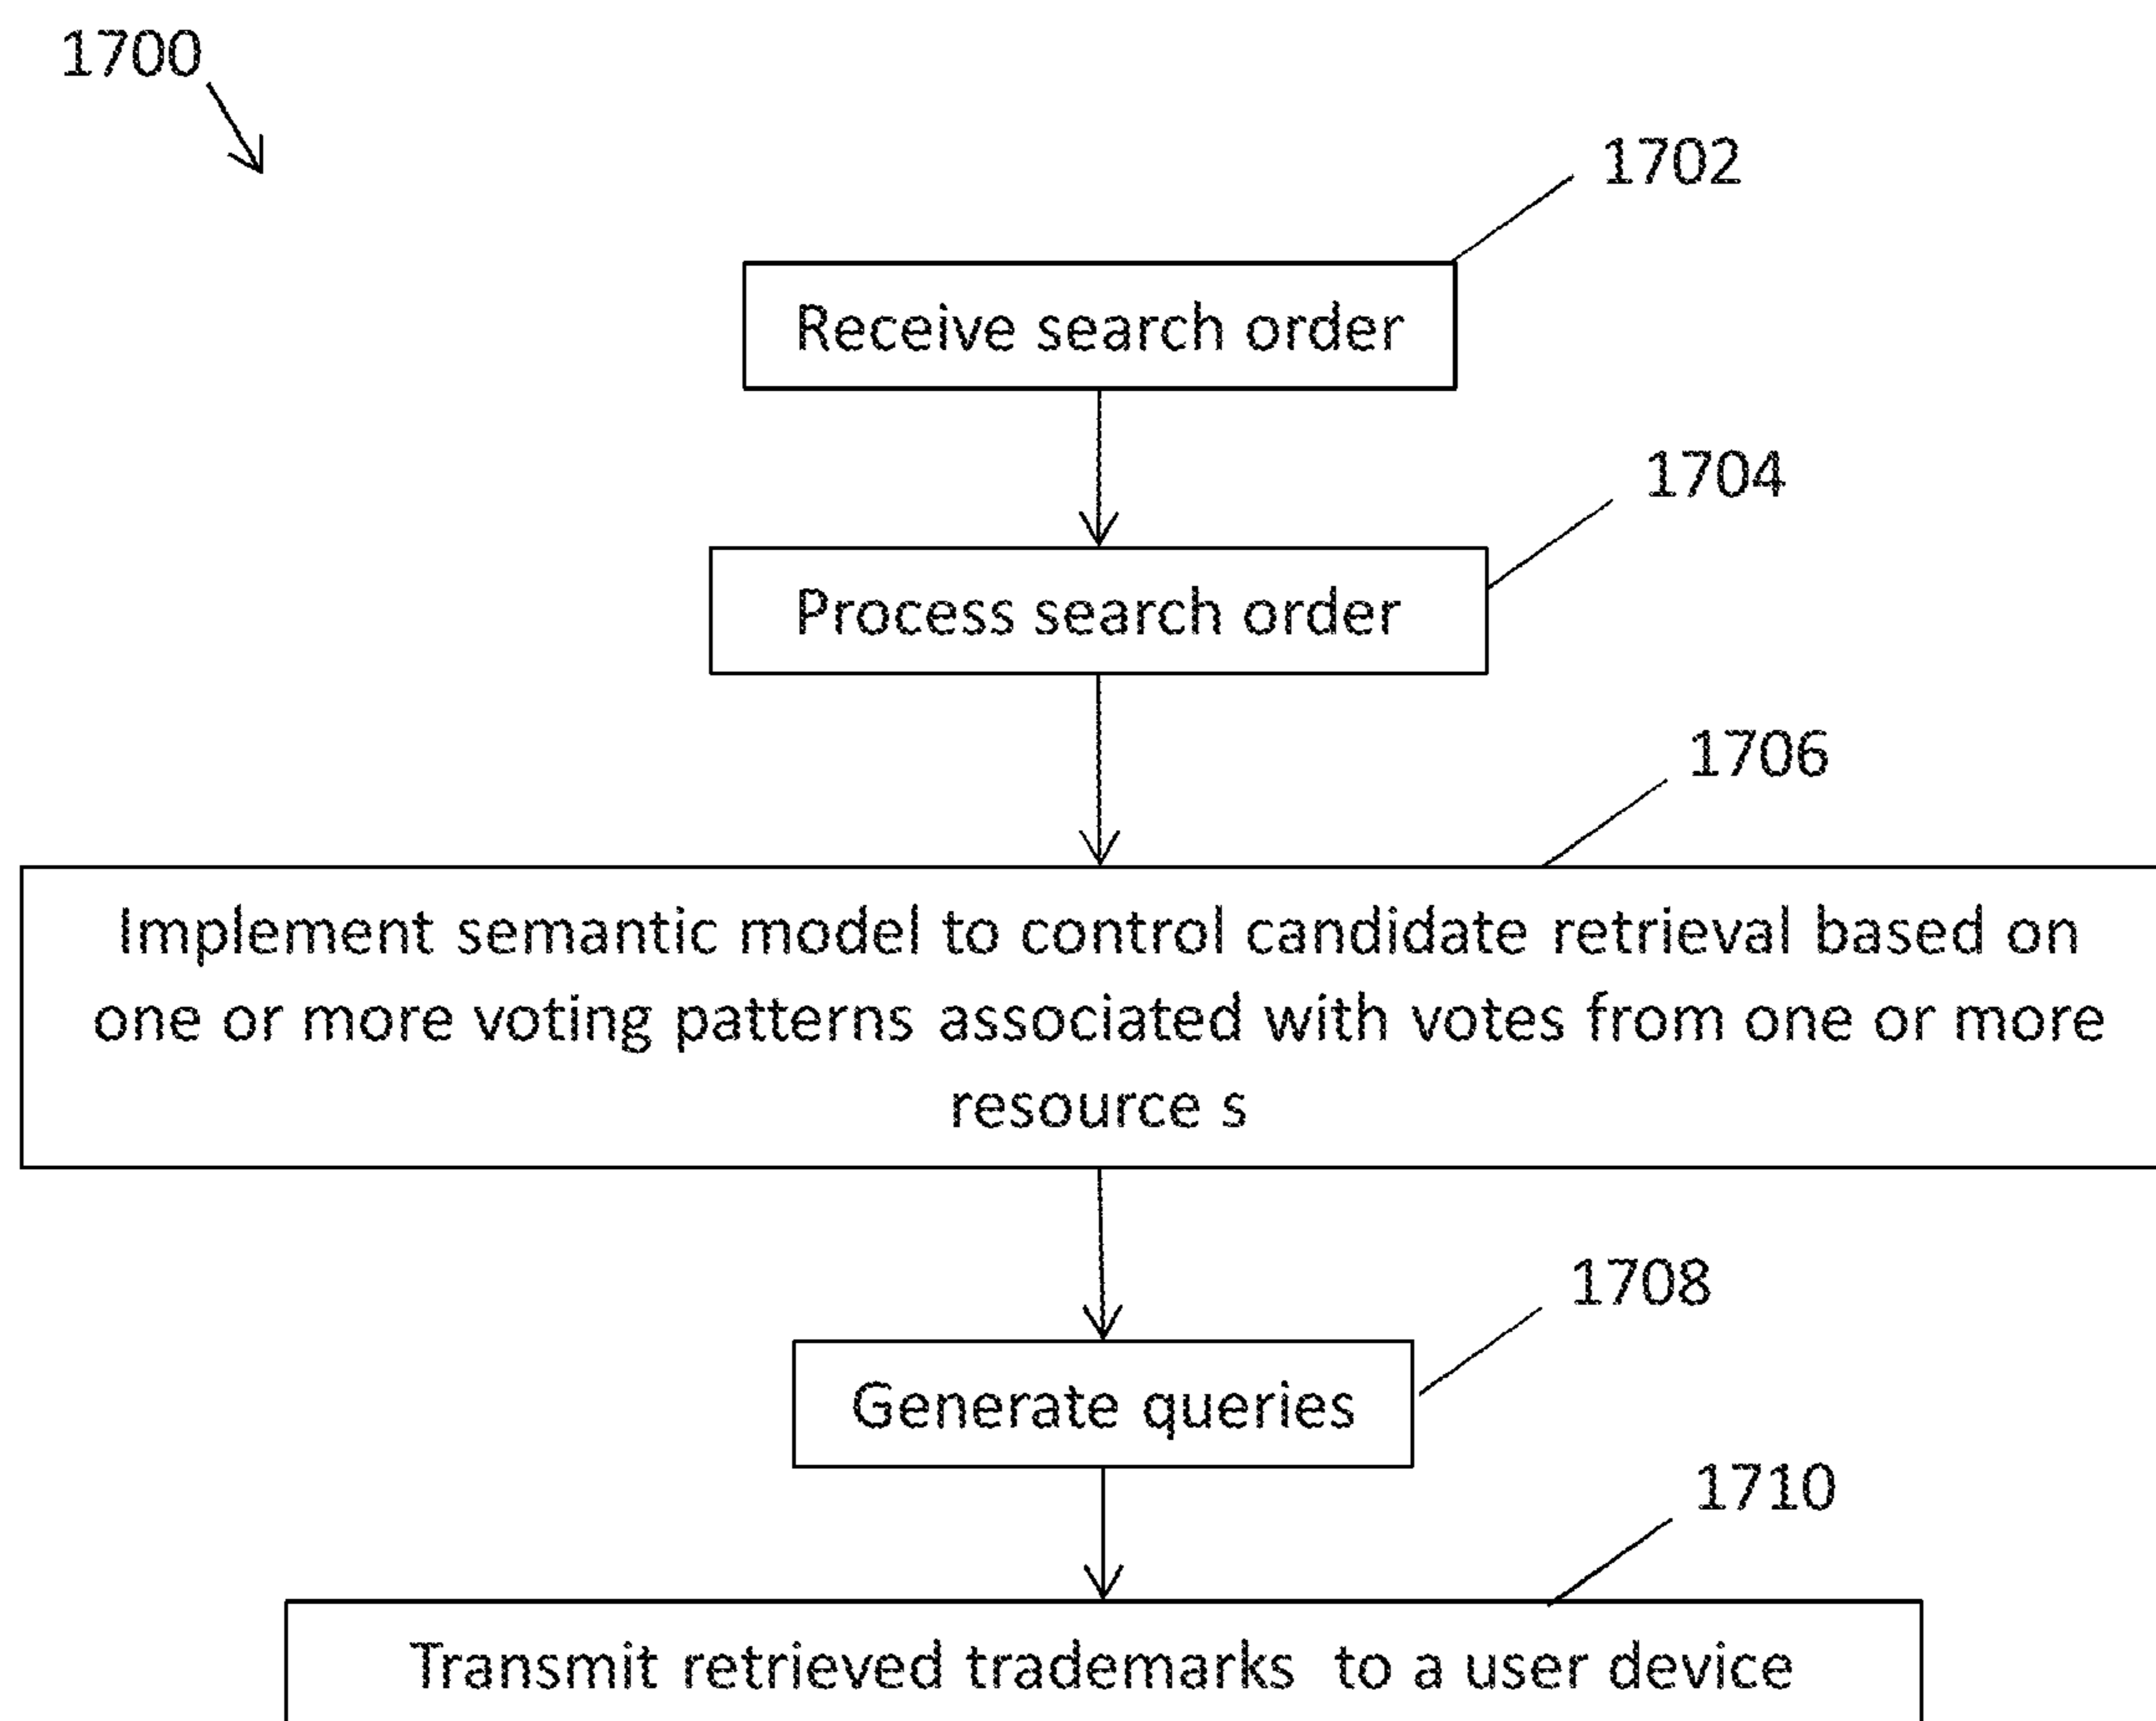 1700
1702
Receive search order
1704
Process search order
1706
Implement semantic model to control candidate retrieval based on
one or more voting patterns associated with votes from one or more
resource s
1708
Generate queries
1710
Transmit retrieved trademarks to a user device